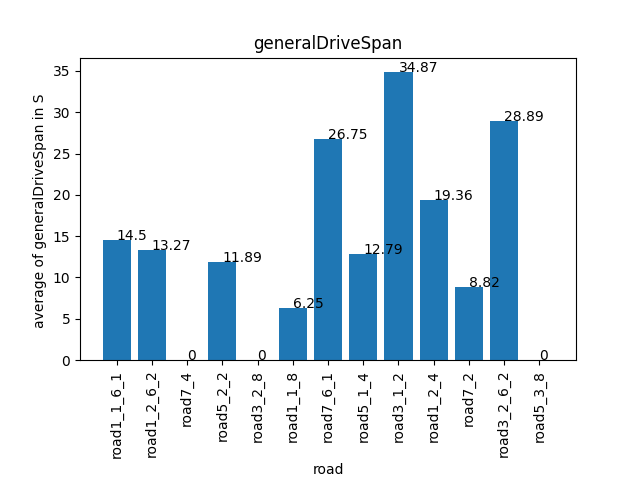 generalDriveSpan
average of generalDriveSpan in S
35
30
25
20
15
10
5
0
14.5
13.27
0
11.89
0
6.25
26.75
12.79
34.87
19.36
8.82
28.89
0
road1_1_6_1
road1_2_6_2
road7_4
road5_2_2
road3_2_8
road1_1_8
road7_6_1
road5_1_4
road3_1_2
road1_2_4
road7_2
road3_2_6_2
road5_3_8
road